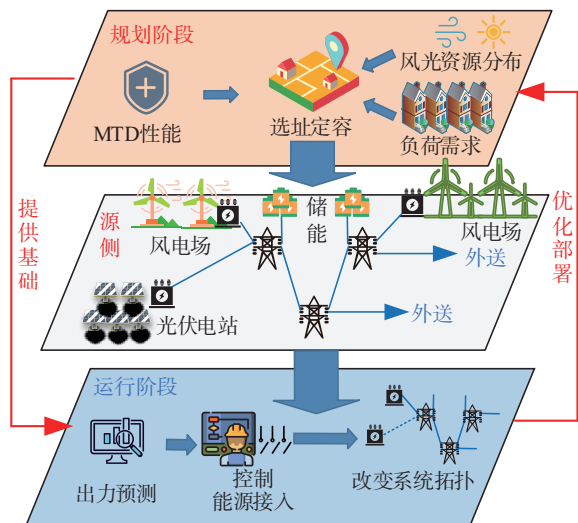 规划阶段
MTD性能
选址定容
风光资源分布
负荷需求
提供基础
优化部署
源侧
风电场
储能
风电场
光伏电站
外送
外送
运行阶段
出力预测
控制
能源接入
改变系统拓扑